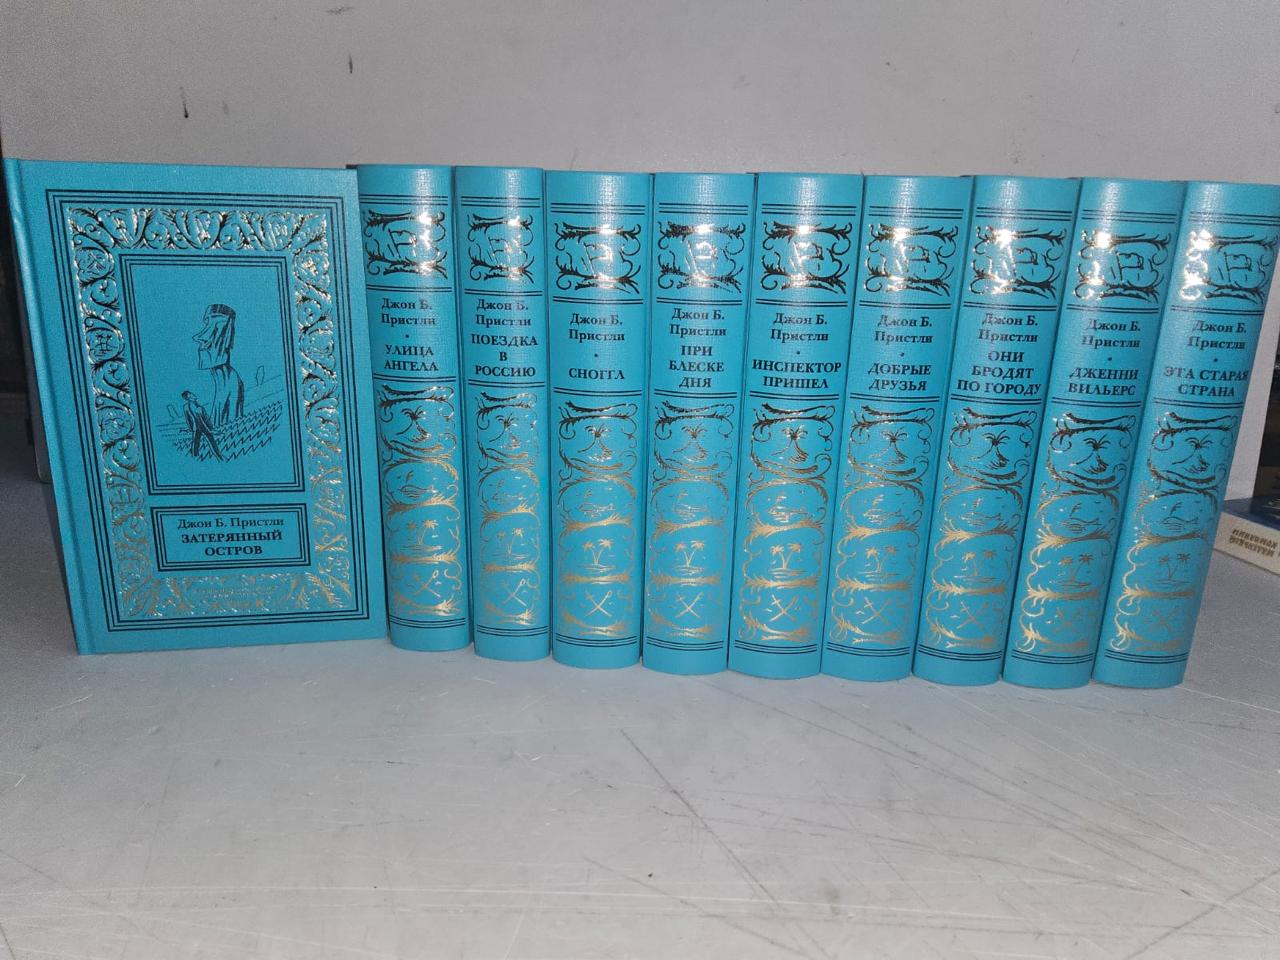 Джон Б. Пристли
ЗАТЕРЯННЫЙ
ОСТРОВ
Джон Б.
Пристли
УЛИЦА
АНГЕЛА
Джон Б.
Пристли
ПОЕЗДКА
В
РОССИЮ
Джон Б.
Пристли
СНОГГЛ
Джон Б.
Пристли
ПРИ
БЛЕСКЕ
ДНЯ
Джон Б.
Пристли
ИНСПЕКТОР
ПРИШЕЛ
Джон Б.
Пристли
ДОБРЫЕ
ДРУЗЬЯ
Джон Б.
Пристли
ОНИ
БРОДЯТ
ПО ГОРОДУ
Джон Б.
Пристли
ДЖЕННИ
ВИЛЬЕРС
Джон Б.
Пристли
ЭТА СТАРАЯ
СТРАНА